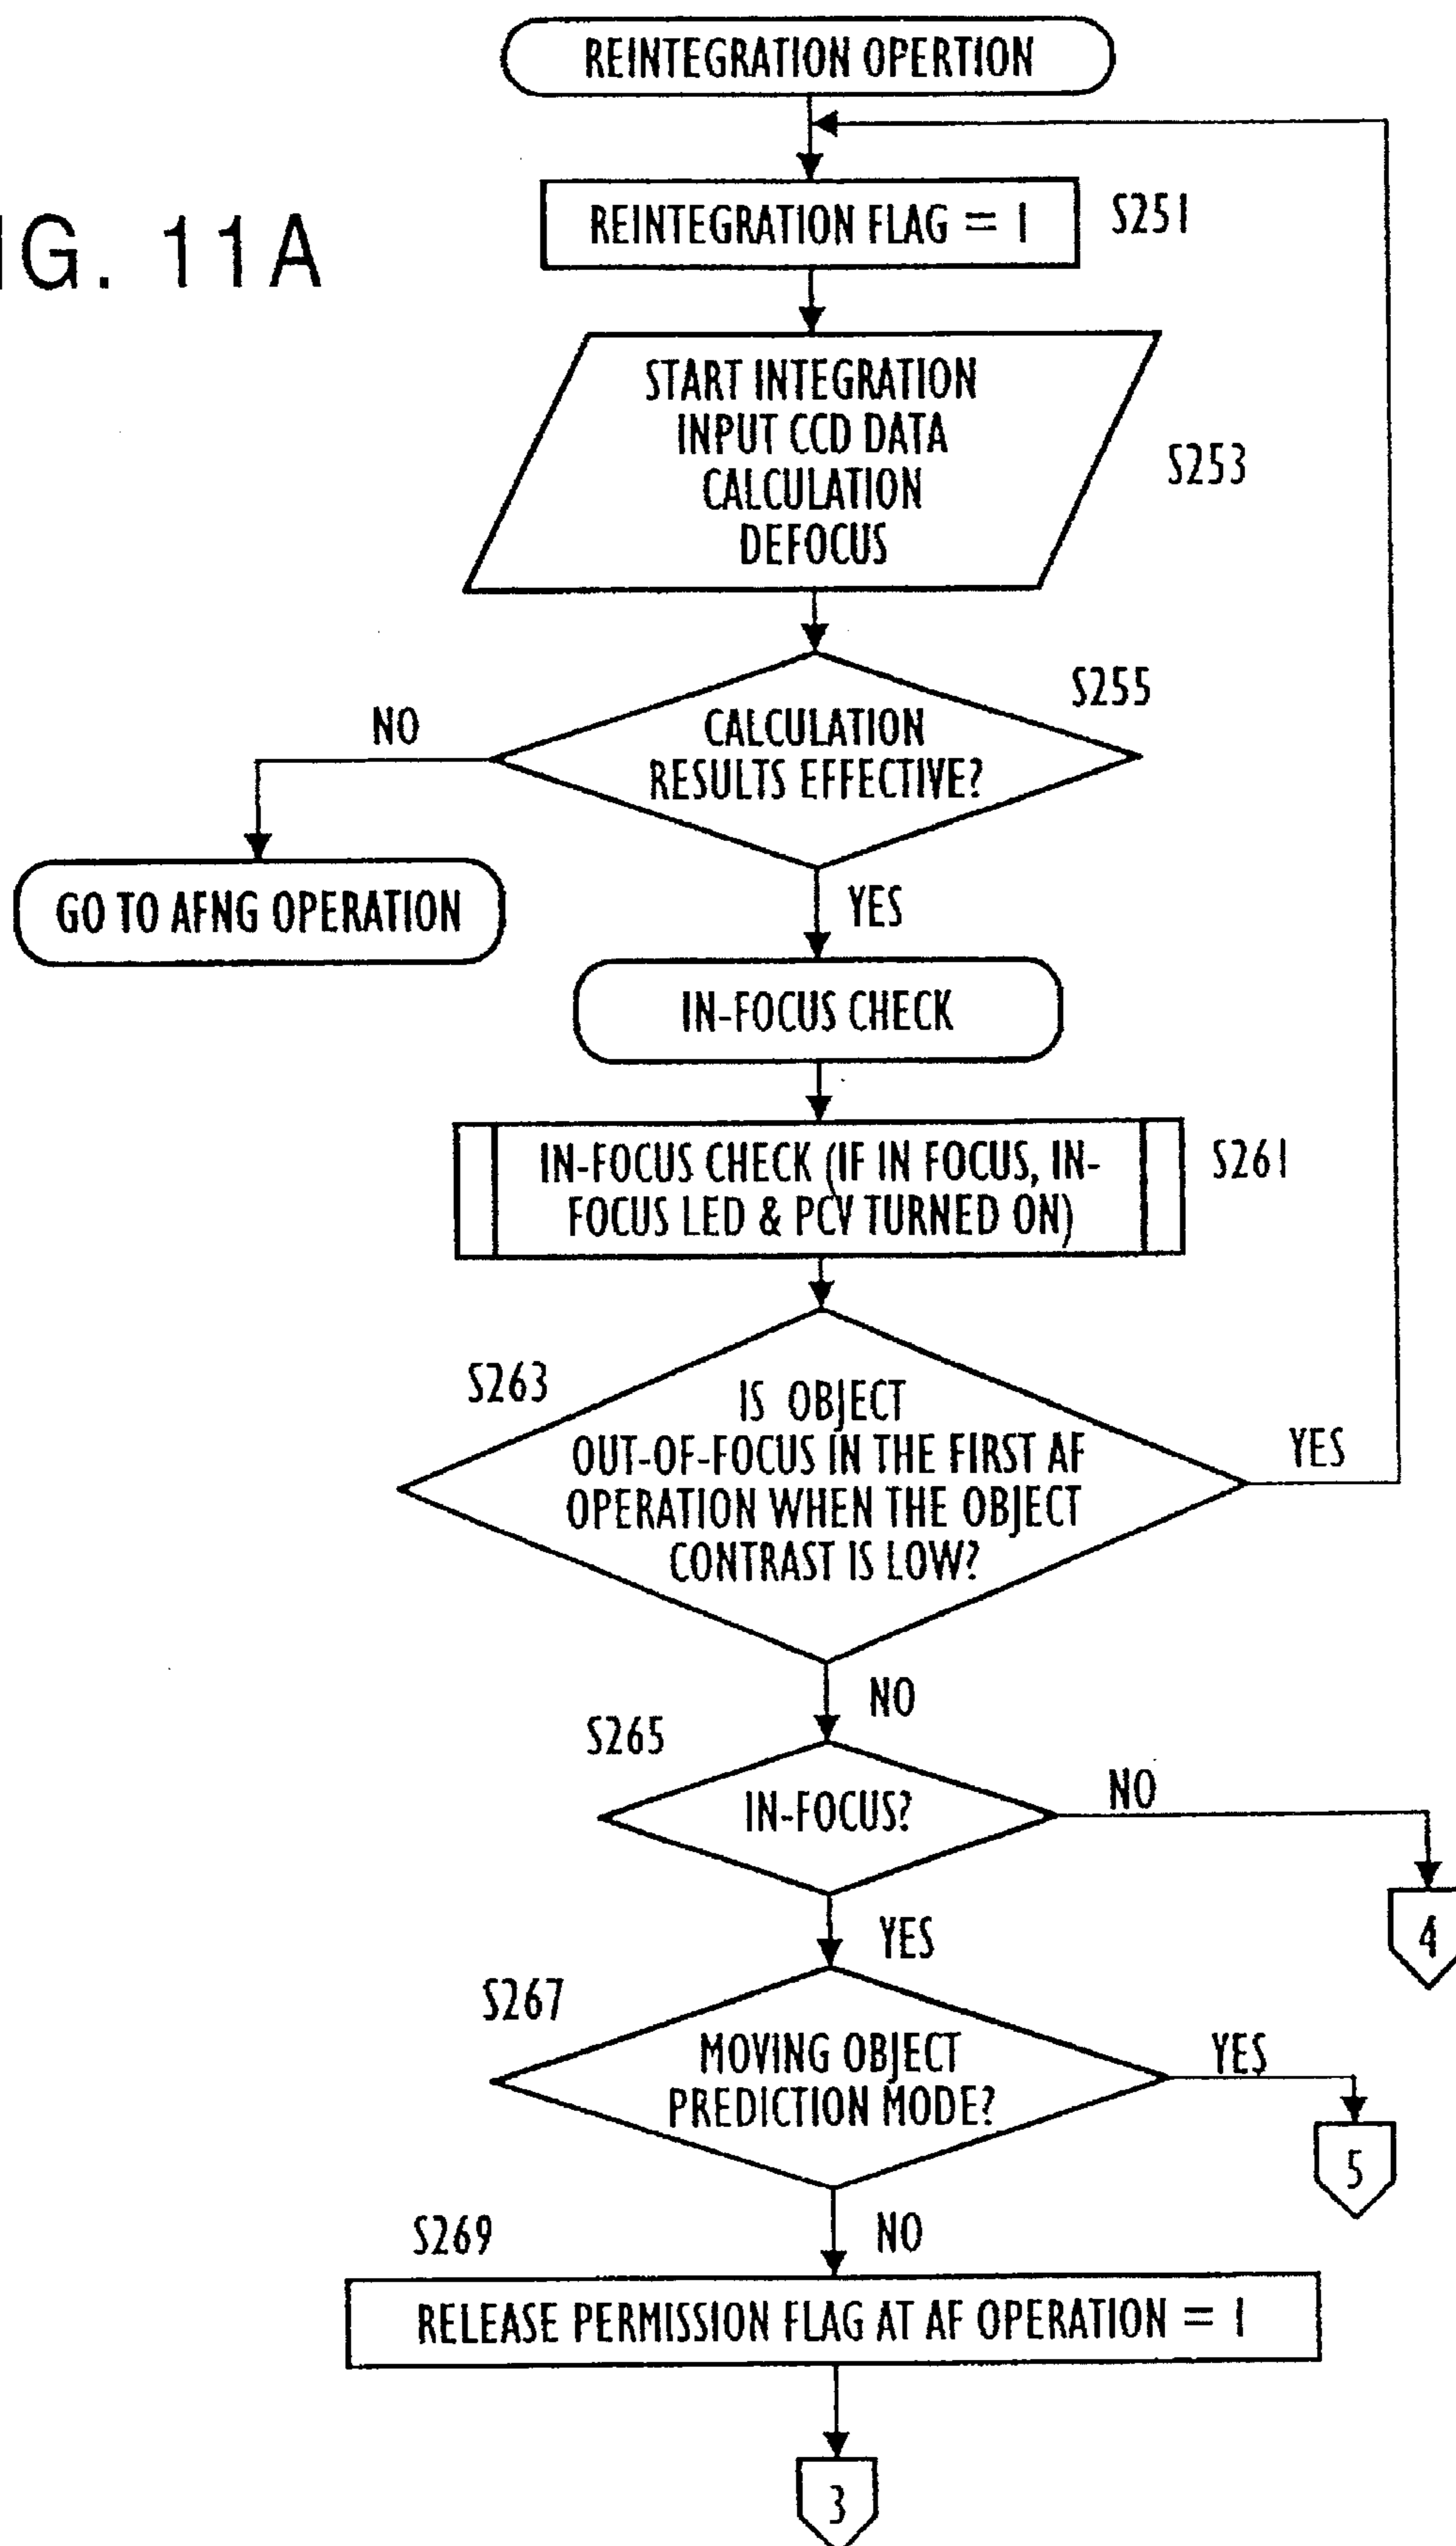 REINTEGRATION OPERTION
IG. 11A
REINTEGRATION FLAG = 1
S251
START INTEGRATION
INPUT CCD DATA
CALCULATION
DEFOCUS
S253
S255
CALCULATION
RESULTS EFFECTIVE?
NO
GO TO AFNG OPERATION
YES
IN-FOCUS CHECK
IN-FOCUS CHECK (IF IN FOCUS, IN-
FOCUS LED & PCV TURNED ON)
S261
S263
IS OBJECT
OUT-OF-FOCUS IN THE FIRST AF
OPERATION WHEN THE OBJECT
CONTRAST IS LOW?
YES
NO
S265
IN-FOCUS?
NO
4
YES
S267
MOVING OBJECT
PREDICTION MODE?
YES
5
NO
S269
RELEASE PERMISSION FLAG AT AF OPERATION = 1
3